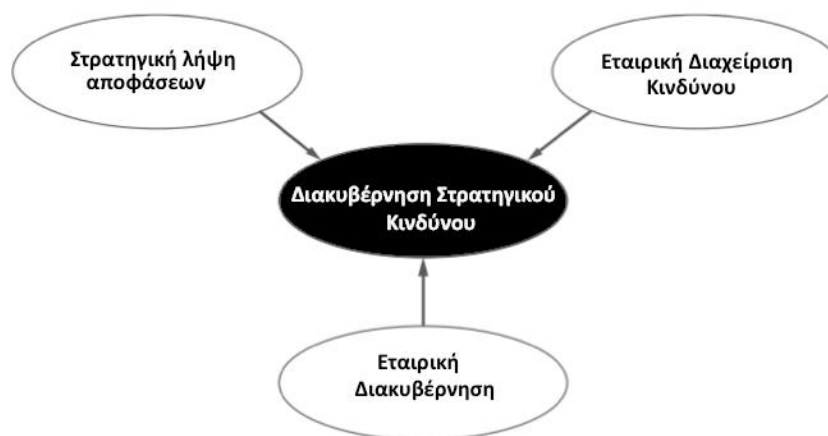 Στρατηγική λήψη
αποφάσεων
Εταιρική Διαχείριση
Κινδύνου
Διακυβέρνηση Στρατηγικού
Κινδύνου
Εταιρική
Διακυβέρνηση